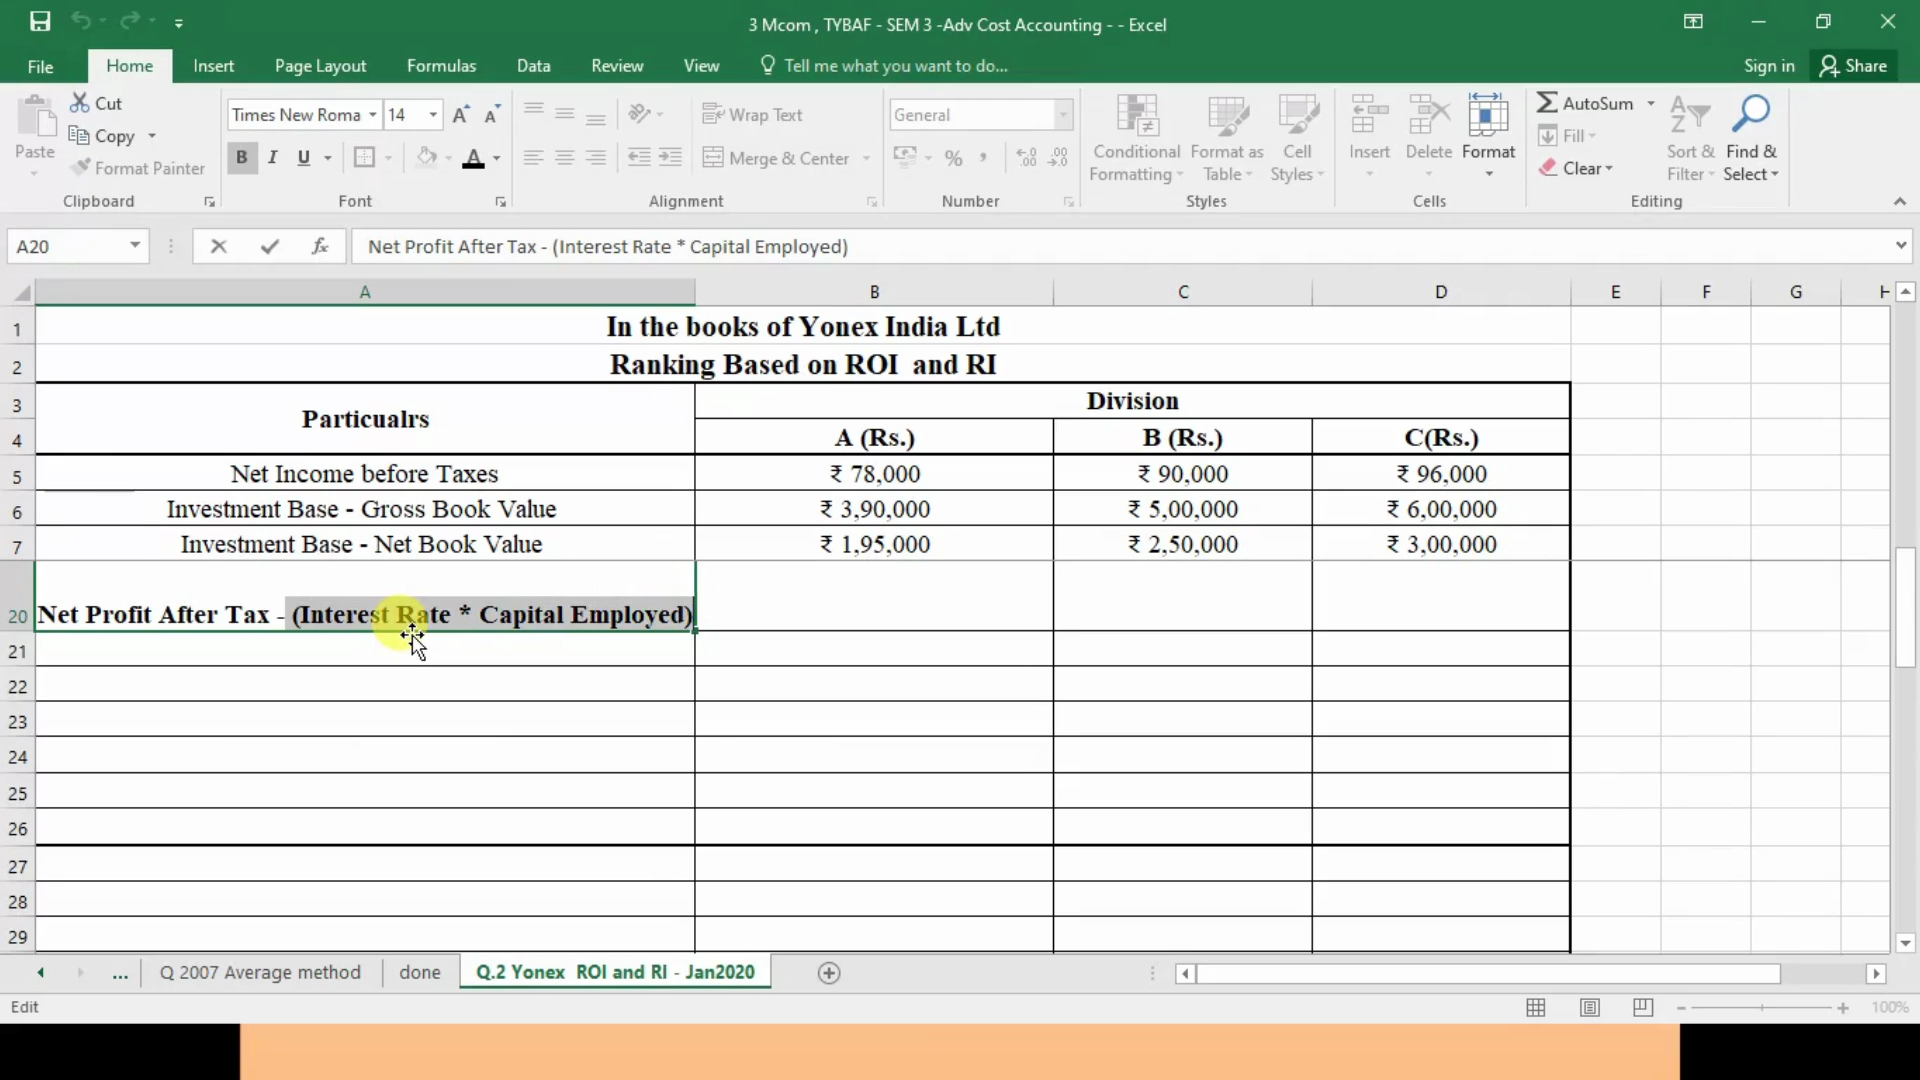 3 Mcom , TYBAF - SEM 3 -Adv Cost Accounting - - Excel
File Home Insert Page Layout Formulas Data Review View Tell me what you want to do... Sign in Share
Paste Cut Copy Format Painter
Clipboard
Times New Roma 14
B I U A
Font
Wrap Text
Merge & Center
Alignment
General
%
Number
Conditional Formatting
Format as Table
Cell Styles
Styles
Insert Delete Format
Cells
AutoSum
Fill
Clear
Sort & Filter
Find & Select
Editing
A20 fx Net Profit After Tax - (Interest Rate * Capital Employed)
A B C D E F G H
1 In the books of Yonex India Ltd
2 Ranking Based on ROI and RI
3 Particualrs Division
4 A (Rs.) B (Rs.) C(Rs.)
5 Net Income before Taxes ₹ 78,000 ₹ 90,000 ₹ 96,000
6 Investment Base - Gross Book Value ₹ 3,90,000 ₹ 5,00,000 ₹ 6,00,000
7 Investment Base - Net Book Value ₹ 1,95,000 ₹ 2,50,000 ₹ 3,00,000
20 Net Profit After Tax - (Interest Rate * Capital Employed)
21
22
23
24
25
26
27
28
29
... Q 2007 Average method done Q.2 Yonex ROI and RI - Jan2020
Edit 100%